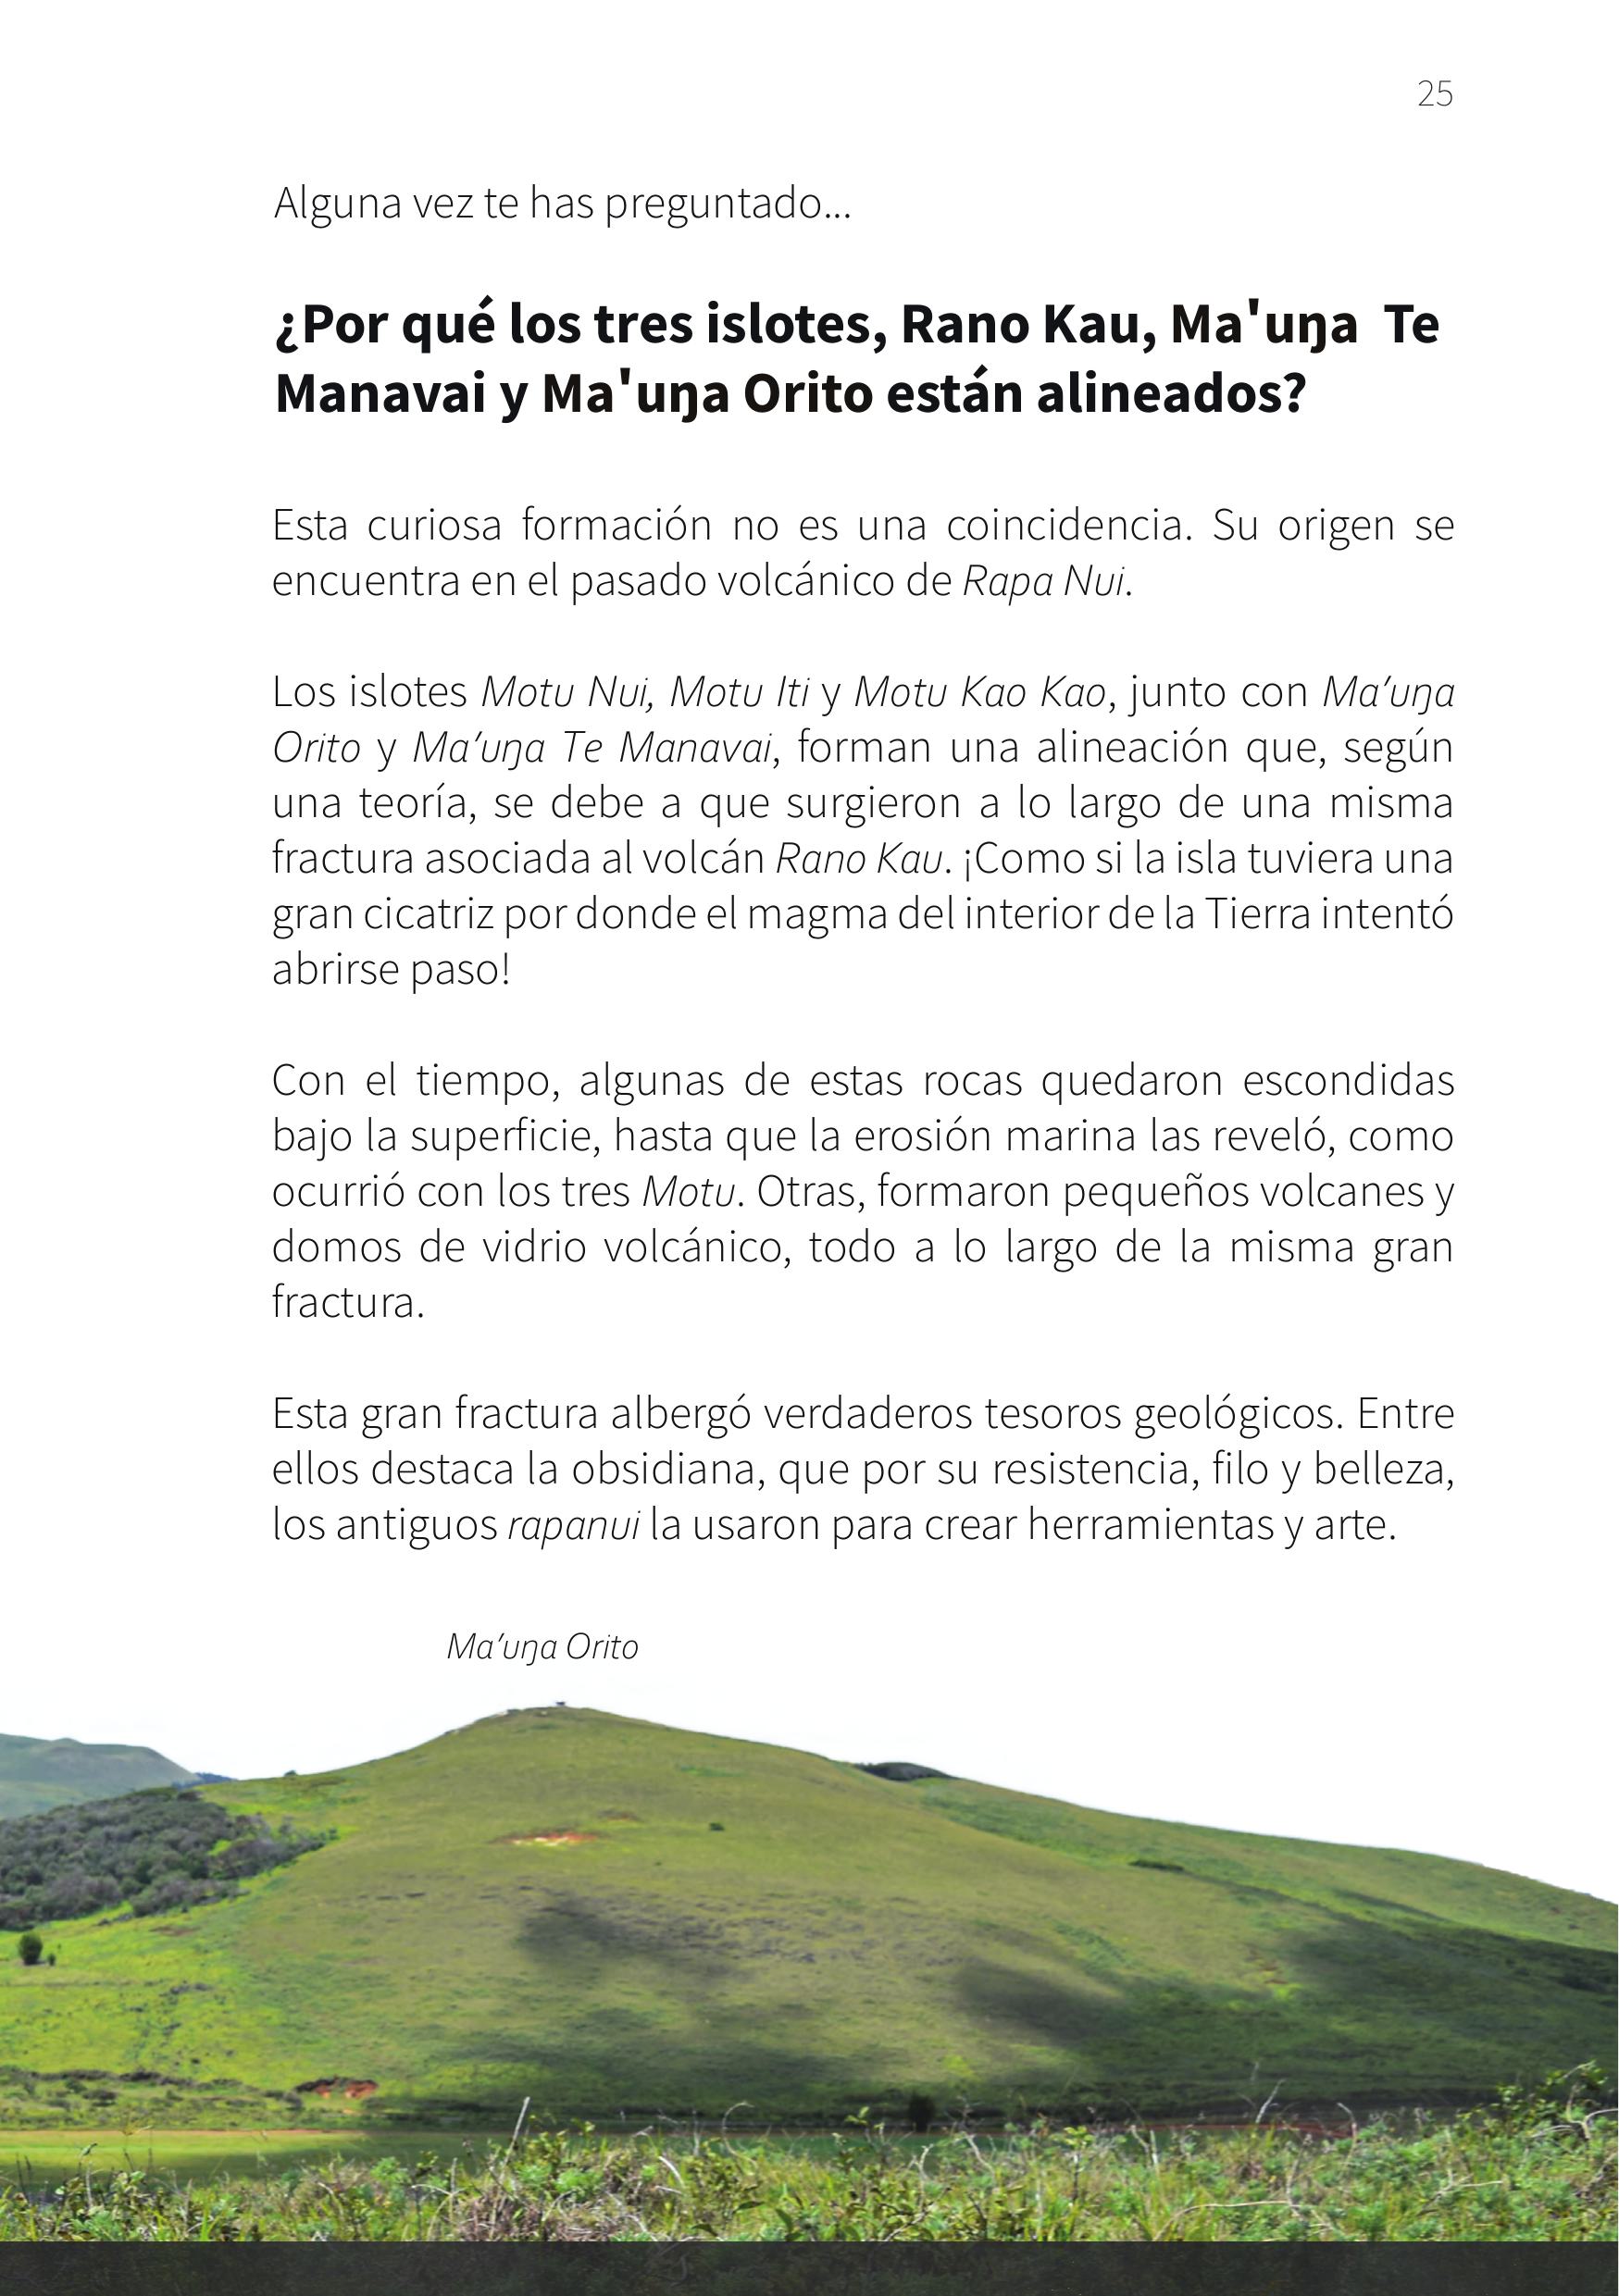 25
Alguna vez te has preguntado...
¿Por qué los tres islotes, Rano Kau, Ma'uŋa  Te
Manavai y Ma'uŋa Orito están alineados?
Esta curiosa formación no es una coincidencia. Su origen se
encuentra en el pasado volcánico de Rapa Nui.
Los islotes Motu Nui, Motu Iti y Motu Kao Kao, junto con Ma’uŋa
Orito y Ma’uŋa Te Manavai, forman una alineación que, según
una teoría, se debe a que surgieron a lo largo de una misma
fractura asociada al volcán Rano Kau. ¡Como si la isla tuviera una
gran cicatriz por donde el magma del interior de la Tierra intentó
abrirse paso!
Con el tiempo, algunas de estas rocas quedaron escondidas
bajo la superficie, hasta que la erosión marina las reveló, como
ocurrió con los tres Motu. Otras, formaron pequeños volcanes y
domos de vidrio volcánico, todo a lo largo de la misma gran
fractura.
Esta gran fractura albergó verdaderos tesoros geológicos. Entre
ellos destaca la obsidiana, que por su resistencia, filo y belleza,
los antiguos rapanui la usaron para crear herramientas y arte.
Ma’uŋa Orito